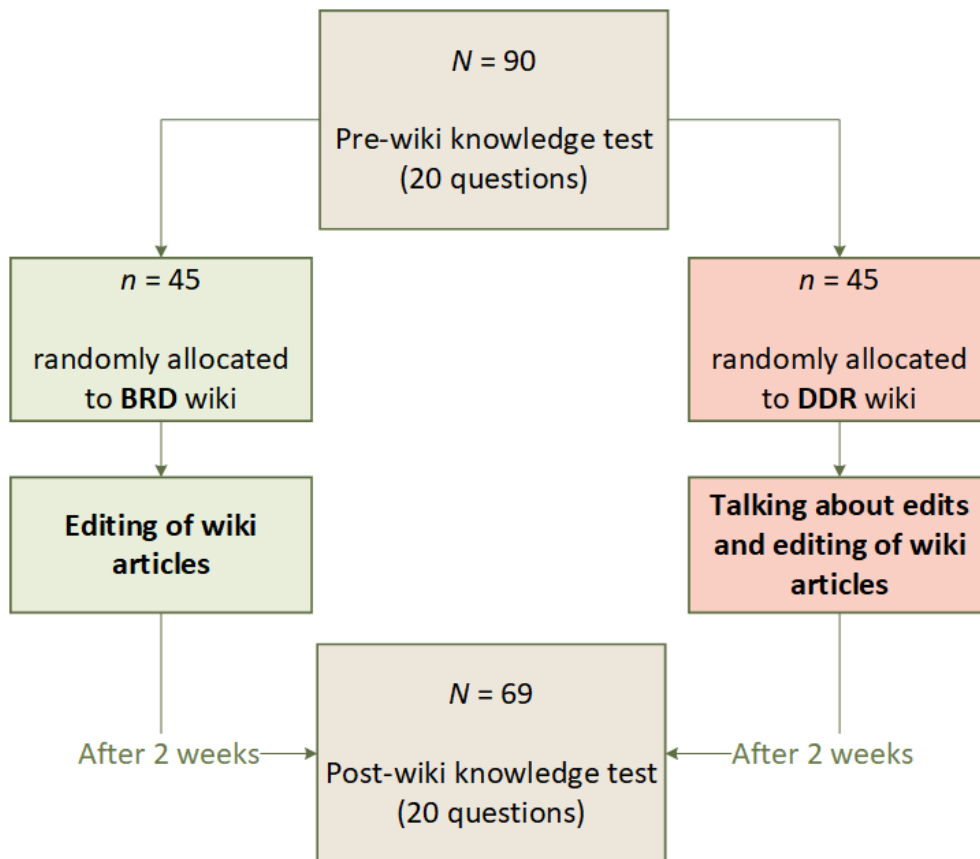 N = 90
Pre-wiki knowledge test
(20 questions)
n = 45
randomly allocated
to BRD wiki
n = 45
randomly allocated
to DDR wiki
Editing of wiki
articles
Talking about edits
and editing of wiki
articles
N = 69
Post-wiki knowledge test
(20 questions)
After 2 weeks
After 2 weeks